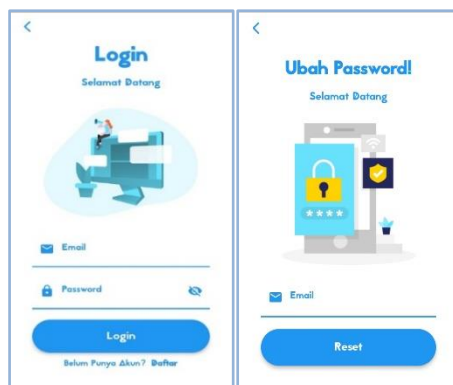 Login
Selamat Datang
Email
Password
Login
Belum Punya Akun? Daftar
Ubah Password!
Selamat Datang
****
Email
Reset